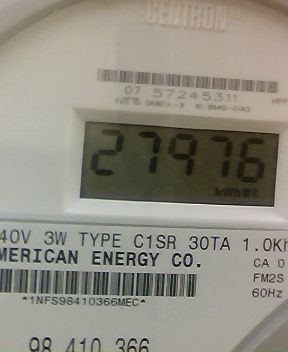 CENTRON
07 57245311
27976
kWh
40V 3W TYPE C1SR 30TA 1.0Kh
MERICAN ENERGY CO.
CA 0
FM2S
60Hz
*1NFS98410366MEC*
98 410 366